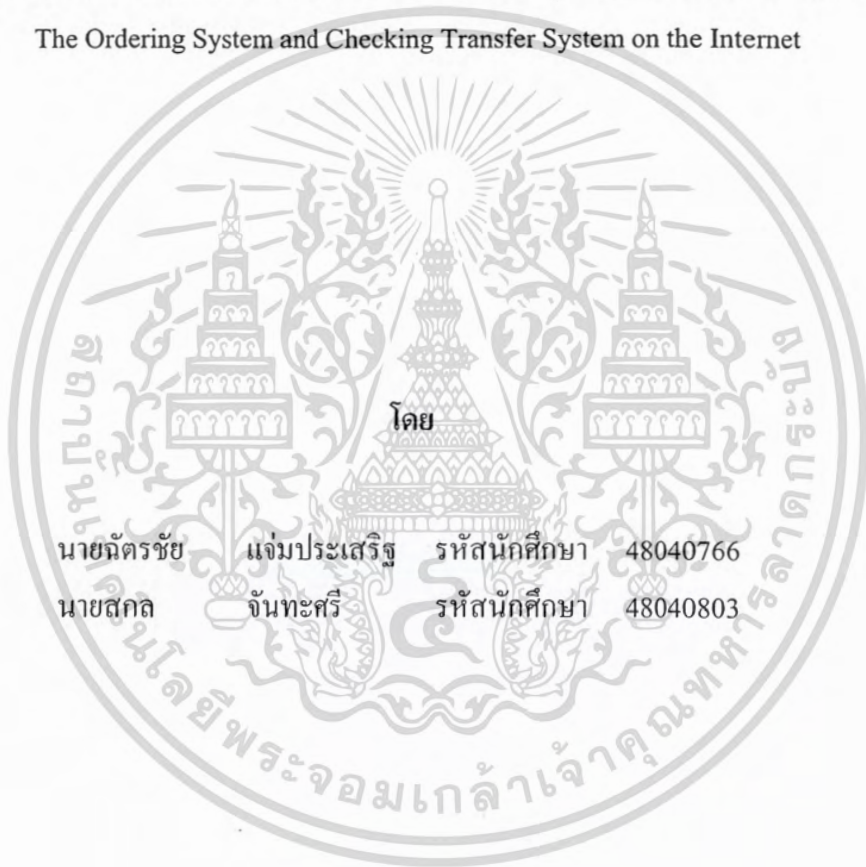 The Ordering System and Checking Transfer System on the Internet
โดย
นายฉัตรชัย แจ่มประเสริฐ รหัสนักศึกษา 48040766
นายสกล จันทะศรี รหัสนักศึกษา 48040803
สถาบันเทคโนโลยีพระจอมเกล้าเจ้าคุณทหารลาดกระบัง